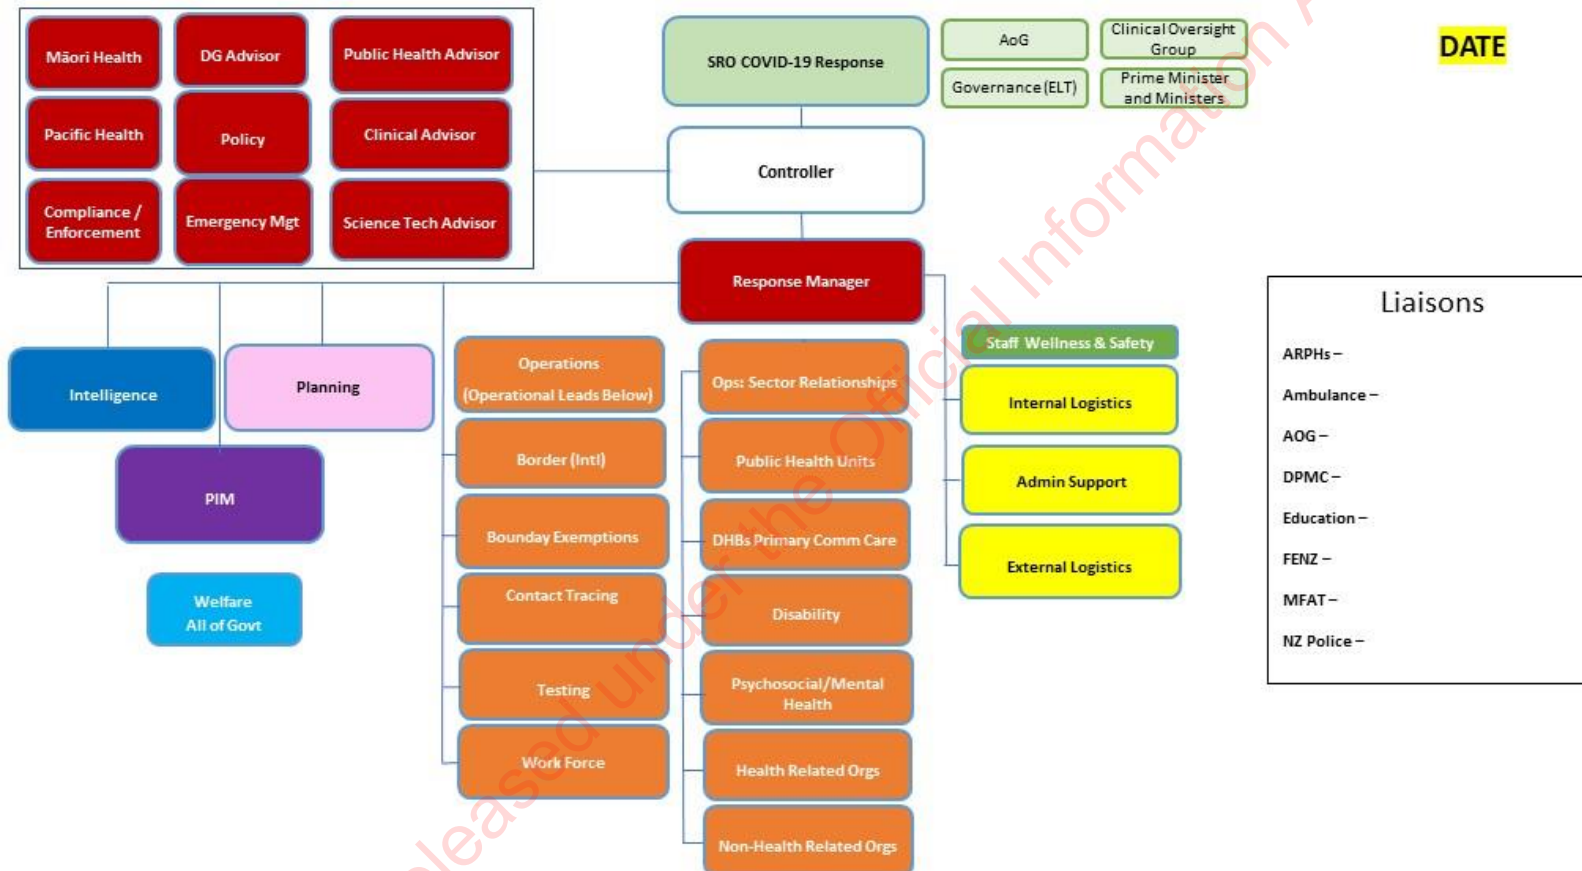 Māori Health
DG Advisor
Public Health Advisor
Pacific Health
Policy
Clinical Advisor
Compliance /
Enforcement
Emergency Mgt
Science Tech Advisor
SRO COVID-19 Response
AoG
Clinical Oversight
Group
Governance (ELT)
Prime Minister
and Ministers
DATE
Controller
Response Manager
Intelligence
Planning
PIM
Welfare
All of Govt
Operations
(Operational Leads Below)
Border (Intl)
Bounday Exemptions
Contact Tracing
Testing
Work Force
Ops: Sector Relationships
Public Health Units
DHBs Primary Comm Care
Disability
Psychosocial/Mental
Health
Health Related Orgs
Non-Health Related Orgs
Staff Wellness & Safety
Internal Logistics
Admin Support
External Logistics
Liaisons
ARPHs –
Ambulance –
AOG –
DPMC –
Education –
FENZ –
MFAT –
NZ Police –
eleased under the Official Information A